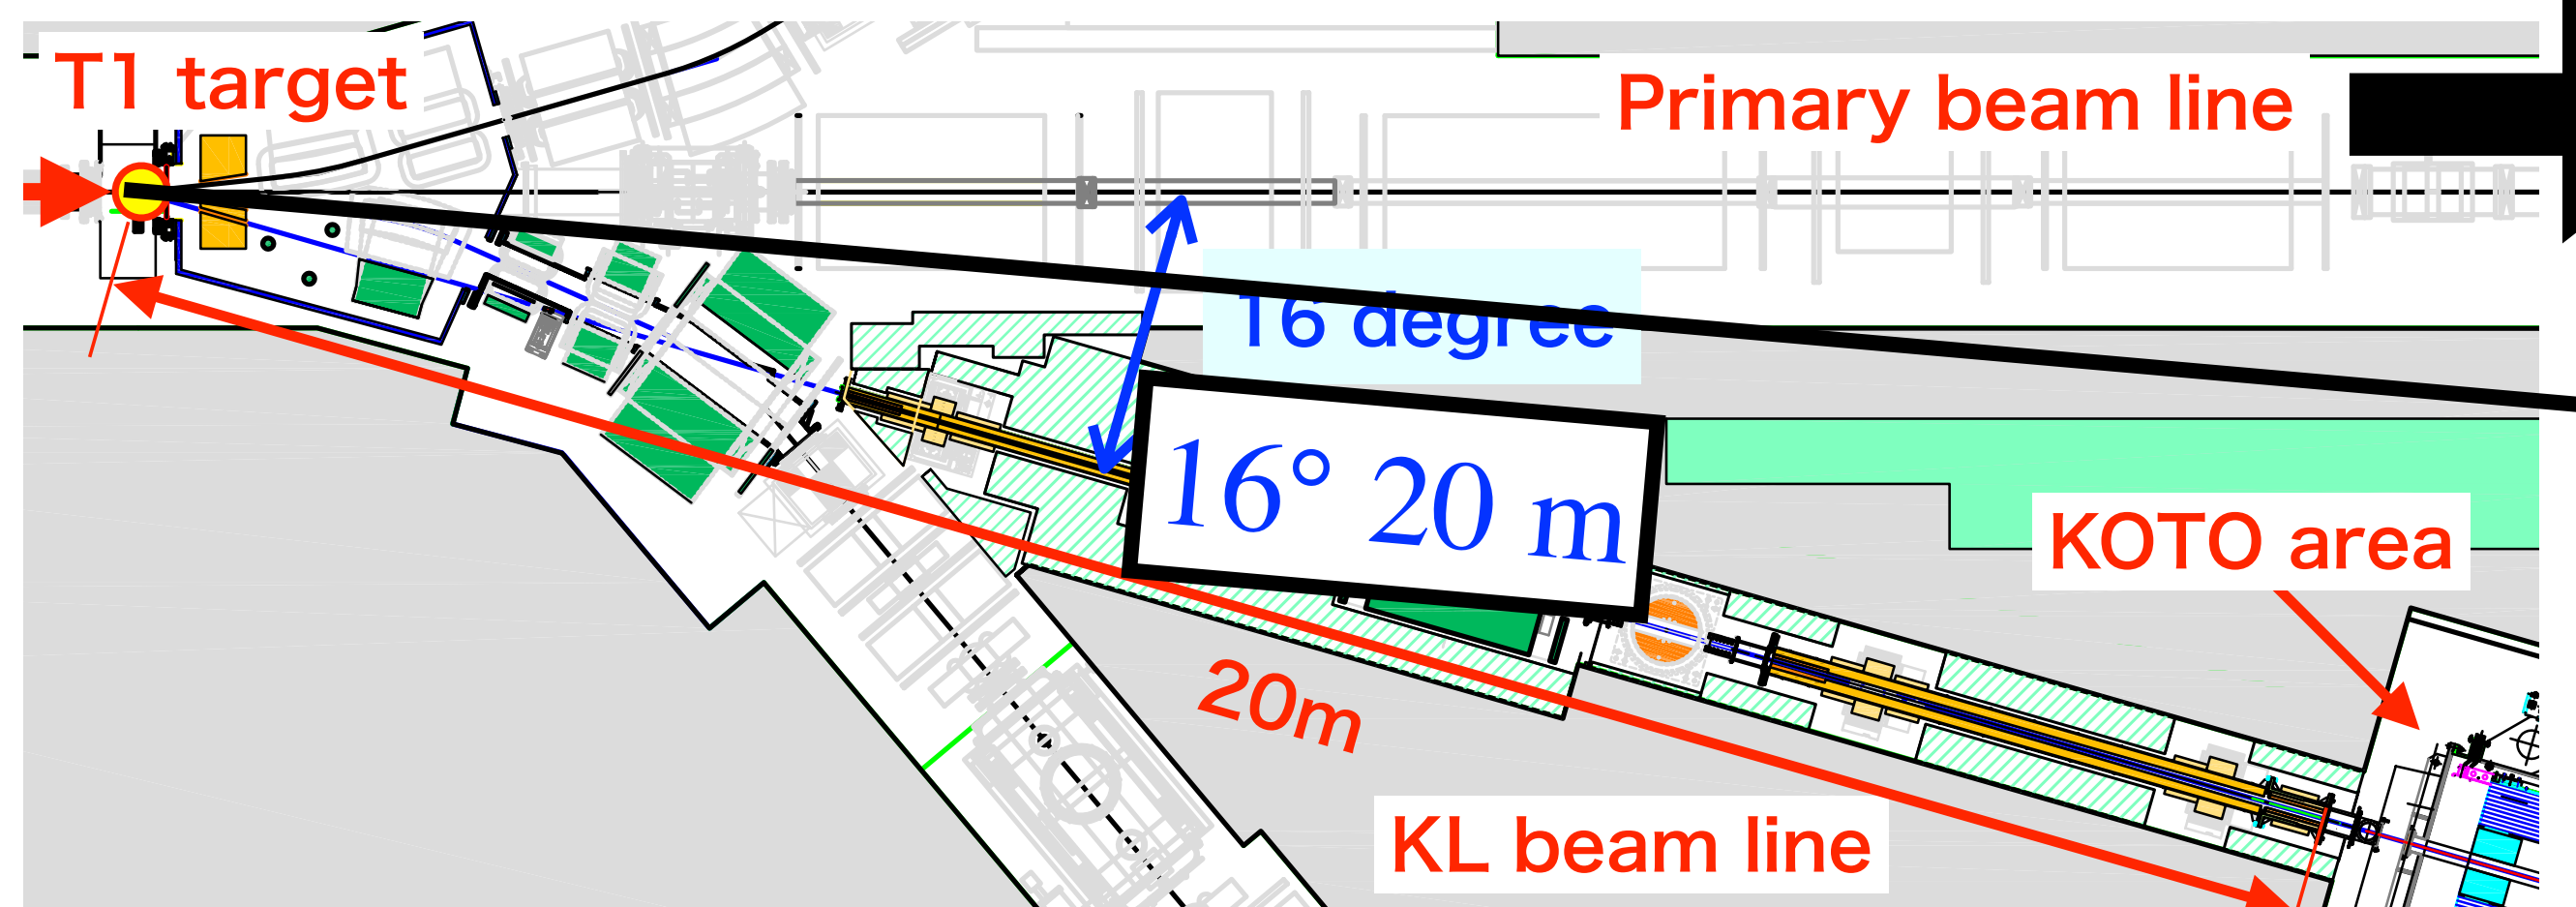 T1 target
Primary beam line
16 degree
16° 20 m
KOTO area
20m
KL beam line